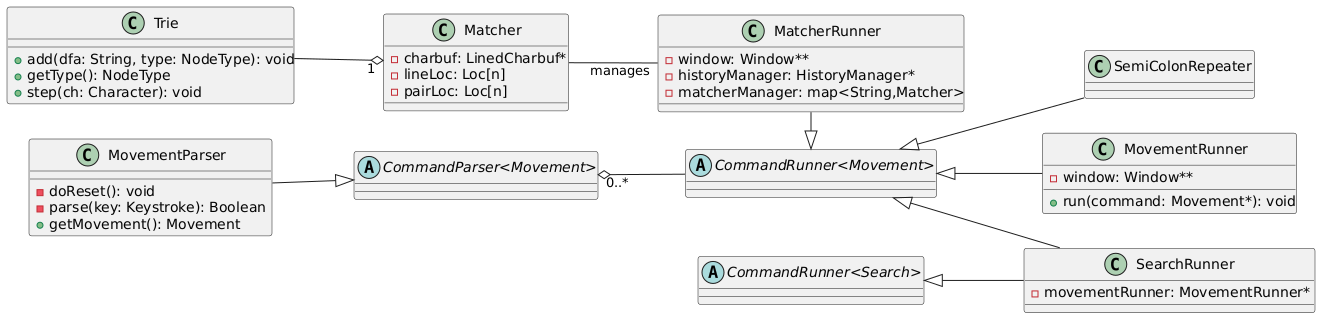 C Trie
add(dfa: String, type: NodeType): void
getType(): NodeType
step(ch: Character): void
1
C Matcher
charbuf: LinedCharbuf*
lineLoc: Loc[n]
pairLoc: Loc[n]
manages
C MatcherRunner
window: Window**
historyManager: HistoryManager*
matcherManager: map<String,Matcher>
C SemiColonRepeater
C MovementParser
doReset(): void
parse(key: Keystroke): Boolean
getMovement(): Movement
A CommandParser<Movement>
0..*
A CommandRunner<Movement>
C MovementRunner
window: Window**
run(command: Movement*): void
A CommandRunner<Search>
C SearchRunner
movementRunner: MovementRunner*